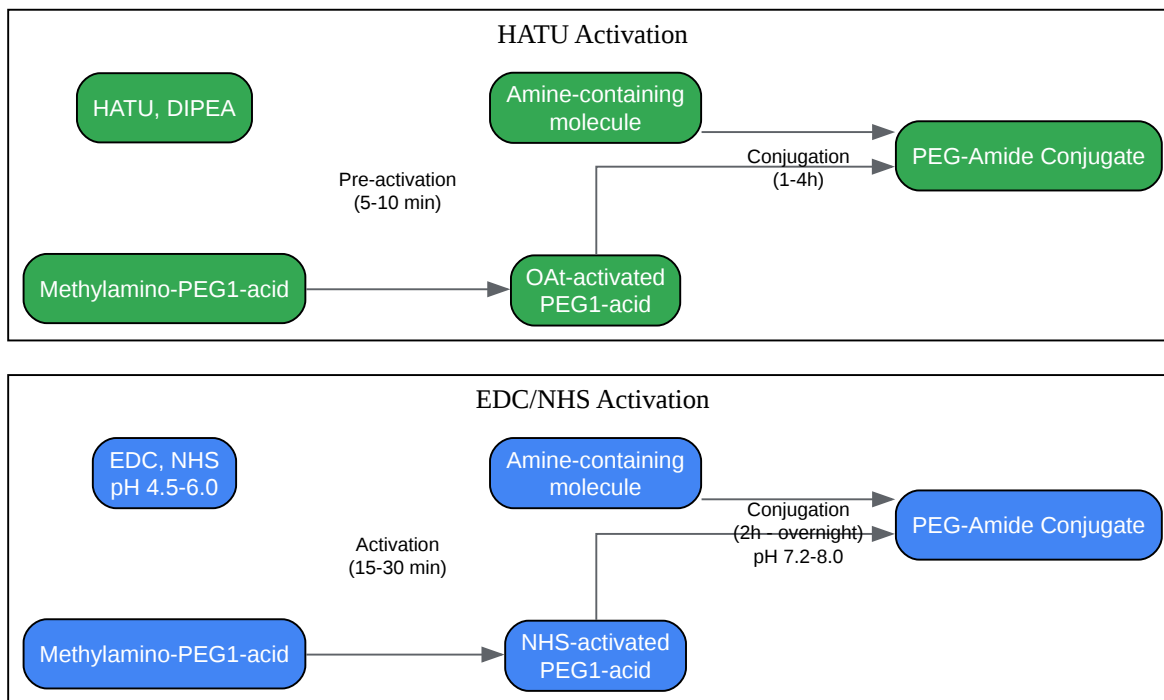 HATU Activation
HATU, DIPEA
Amine-containing
molecule
PEG-Amide Conjugate
Conjugation
(1-4h)
Pre-activation
(5-10 min)
Methylamino-PEG1-acid
OAt-activated
PEG1-acid
EDC/NHS Activation
EDC, NHS
pH 4.5-6.0
Amine-containing
molecule
PEG-Amide Conjugate
Conjugation
(2h - overnight)
pH 7.2-8.0
Activation
(15-30 min)
Methylamino-PEG1-acid
NHS-activated
PEG1-acid